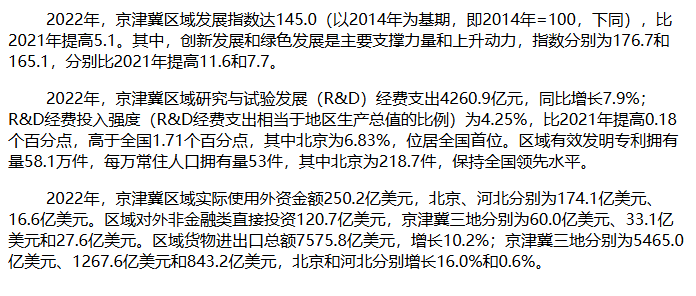 2022年，京津冀区域发展指数达145.0（以2014年为基期，即2014年=100，下同），比
2021年提高5.1。其中，创新发展和绿色发展是主要支撑力量和上升动力，指数分别为176.7和
165.1，分别比2021年提高11.6和7.7。
2022年，京津冀区域研究与试验发展（R&D）经费支出4260.9亿元，同比增长7.9%；
R&D经费投入强度（R&D经费支出相当于地区生产总值的比例）为4.25%，比2021年提高0.18
个百分点，高于全国1.71个百分点，其中北京为6.83%，位居全国首位。区域有效发明专利拥有
量58.1万件，每万常住人口拥有量53件，其中北京为218.7件，保持全国领先水平。
2022年，京津冀区域实际使用外资金额250.2亿美元，北京、河北分别为174.1亿美元、
16.6亿美元。区域对外非金融类直接投资120.7亿美元，京津冀三地分别为60.0亿美元、33.1亿
美元和27.6亿美元。区域货物进出口总额7575.8亿美元，增长10.2%；京津冀三地分别为5465.0
亿美元、1267.6亿美元和843.2亿美元，北京和河北分别增长16.0%和0.6%。